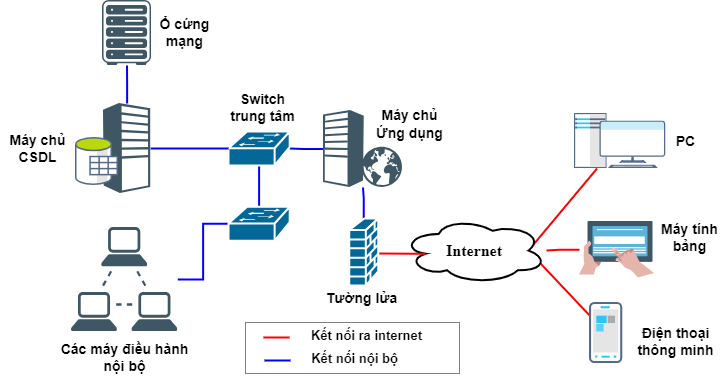 Ổ cứng
mạng
Switch
trung tâm
Máy chủ
Ứng dụng
Máy chủ
CSDL
PC
Máy tính
bảng
Internet
Tường lửa
Điện thoại
thông minh
Các máy điều hành
nội bộ
Kết nối ra internet
Kết nối nội bộ